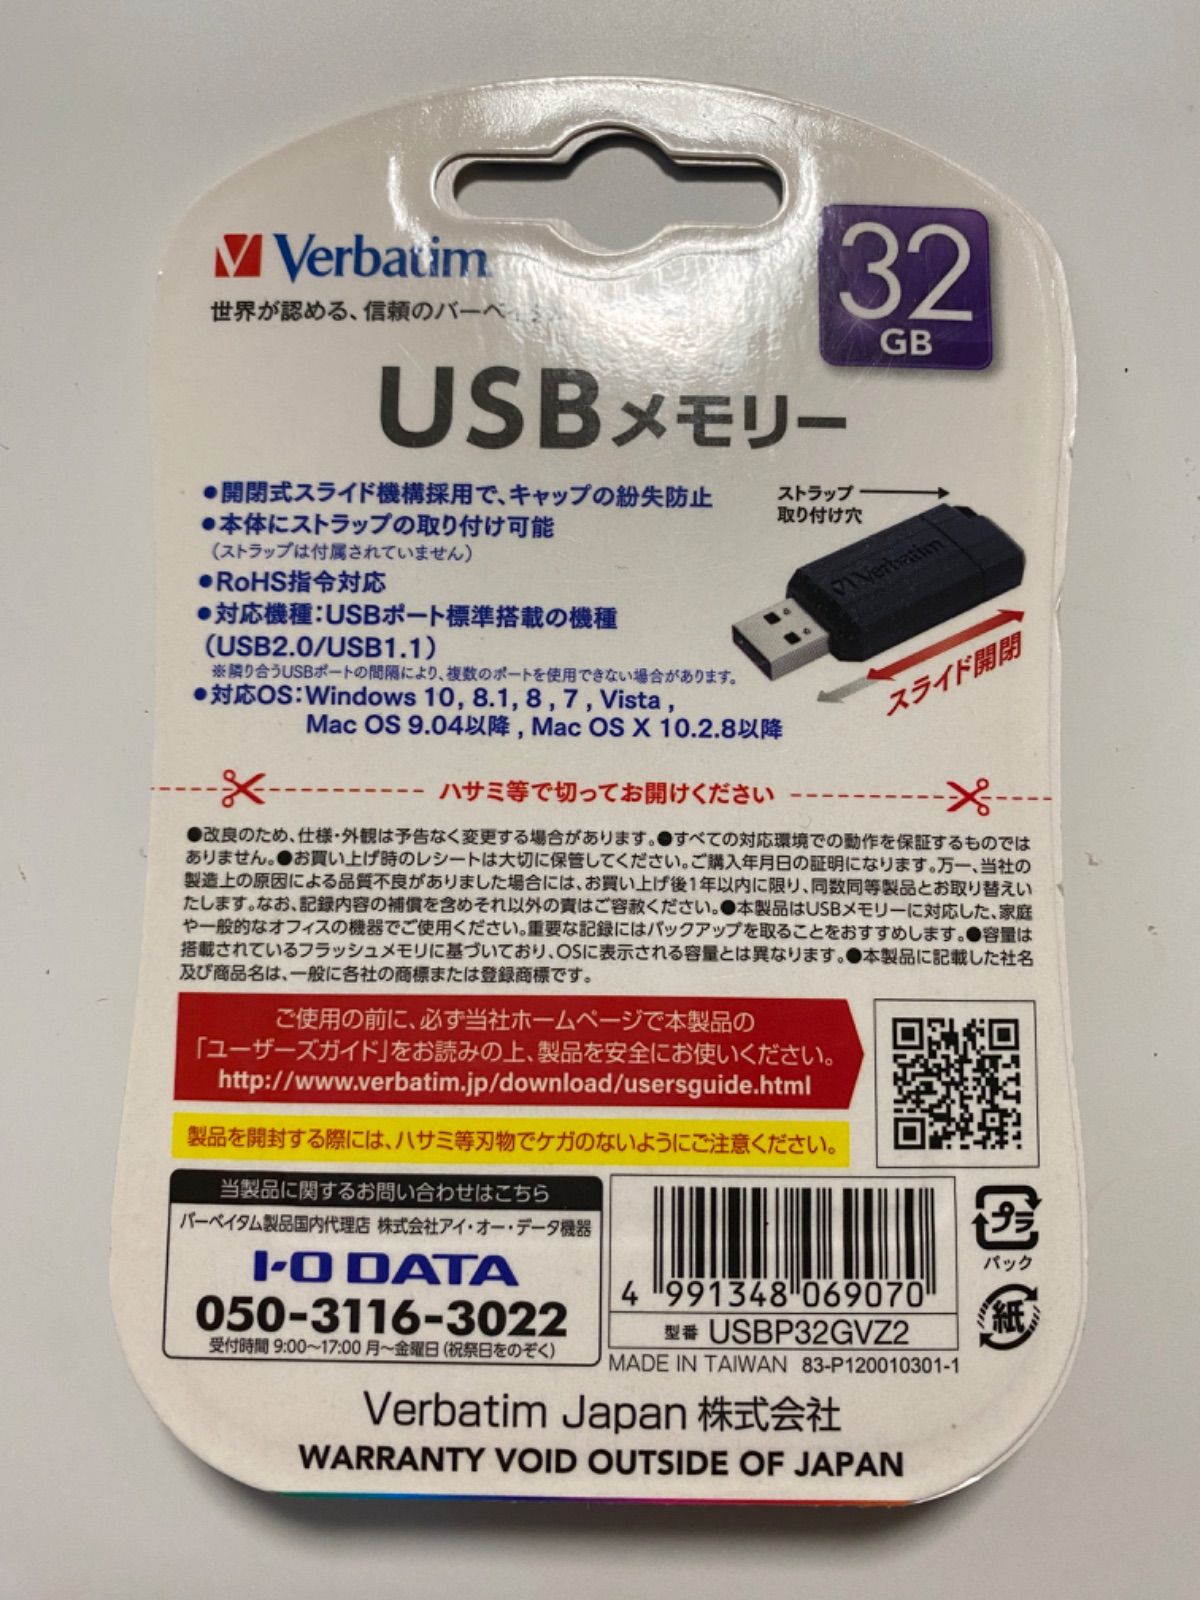 Verbatim
32
GB
世界が認める、信頼のバーベイタム
USBメモリー
●開閉式スライド機構採用で、キャップの紛失防止
●本体にストラップの取り付け可能
（ストラップは付属されていません）
●RoHS指令対応
●対応機種：USBポート標準搭載の機種
（USB2.0/USB1.1）
※隣り合うUSBポートの間隔により、複数のポートを使用できない場合があります。
●対応OS：Windows 10 , 8.1, 8 , 7 , Vista ,
Mac OS 9.04以降 , Mac OS X 10.2.8以降
ストラップ
取り付け穴
Verbatim
スライド開閉
ハサミ等で切ってお開けください
●改良のため、仕様・外観は予告なく変更する場合があります。●すべての対応環境での動作を保証するものでは
ありません。●お買い上げ時のレシートは大切に保管してください。ご購入年月日の証明になります。万一、当社の
製造上の原因による品質不良がありました場合には、お買い上げ後1年以内に限り、同数同等製品とお取り替えい
たします。なお、記録内容の補償を含めそれ以外の責はご容赦ください。●本製品はUSBメモリーに対応した、家庭
や一般的なオフィスの機器でご使用ください。重要な記録にはバックアップを取ることをおすすめします。●容量は
搭載されているフラッシュメモリに基づいており、OSに表示される容量とは異なります。●本製品に記載した社名
及び商品名は、一般に各社の商標または登録商標です。
ご使用の前に、必ず当社ホームページで本製品の
「ユーザーズガイド」をお読みの上、製品を安全にお使いください。
http://www.verbatim.jp/download/usersguide.html
製品を開封する際には、ハサミ等刃物でケガのないようにご注意ください。
当製品に関するお問い合わせはこちら
バーベイタム製品国内代理店 株式会社アイ・オー・データ機器
I-O DATA
050-3116-3022
受付時間 9:00〜17:00 月〜金曜日（祝祭日をのぞく）
4 991348 069070
型番 USBP32GVZ2
MADE IN TAIWAN 83-P120010301-1
プラ
パック
紙
Verbatim Japan 株式会社
WARRANTY VOID OUTSIDE OF JAPAN